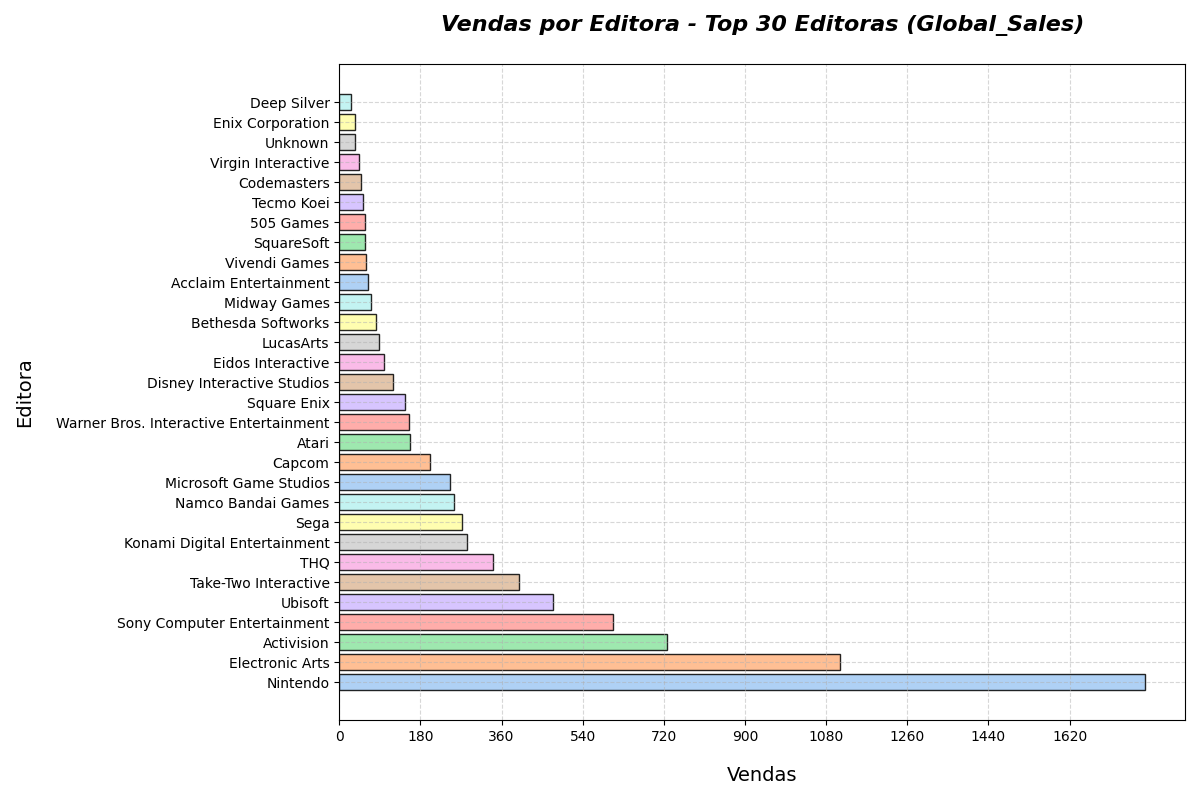 Vendas por Editora - Top 30 Editoras (Global_Sales)
Editora
Deep Silver
Enix Corporation
Unknown
Virgin Interactive
Codemasters
Tecmo Koei
505 Games
SquareSoft
Vivendi Games
Acclaim Entertainment
Midway Games
Bethesda Softworks
LucasArts
Eidos Interactive
Disney Interactive Studios
Square Enix
Warner Bros. Interactive Entertainment
Atari
Capcom
Microsoft Game Studios
Namco Bandai Games
Sega
Konami Digital Entertainment
THQ
Take-Two Interactive
Ubisoft
Sony Computer Entertainment
Activision
Electronic Arts
Nintendo
0 180 360 540 720 900 1080 1260 1440 1620
Vendas